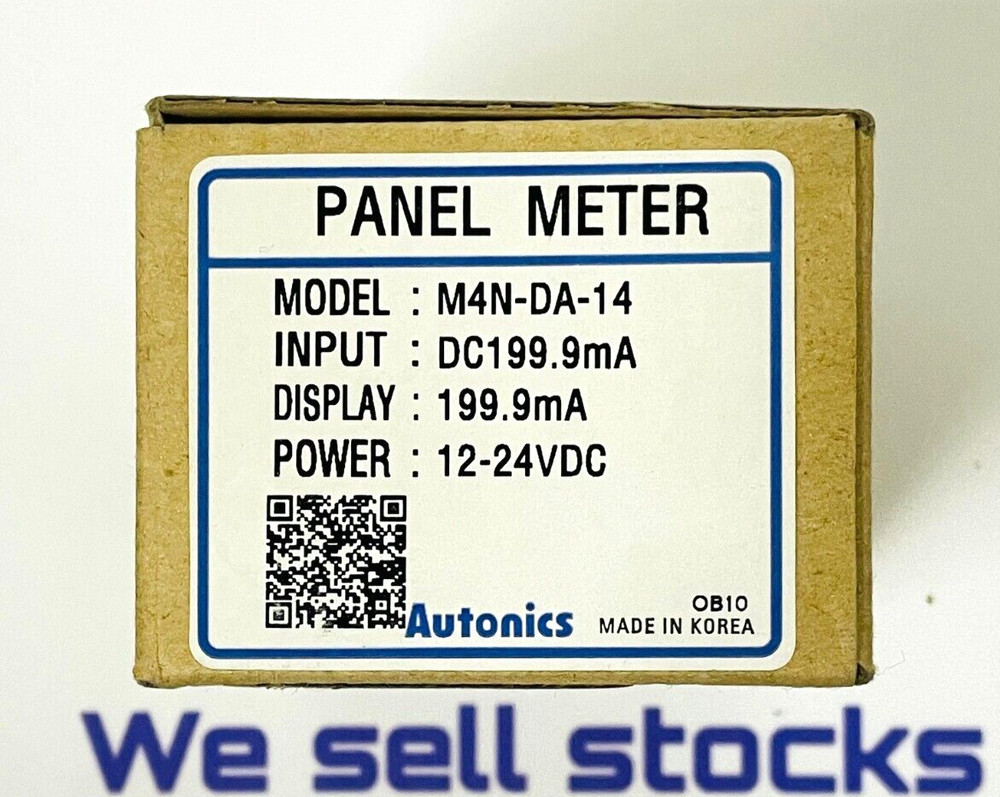 PANEL METER
MODEL : M4N-DA-14
INPUT : DC199.9mA
DISPLAY : 199.9mA
POWER : 12-24VDC
OB10
Autonics MADE IN KOREA
We sell stocks